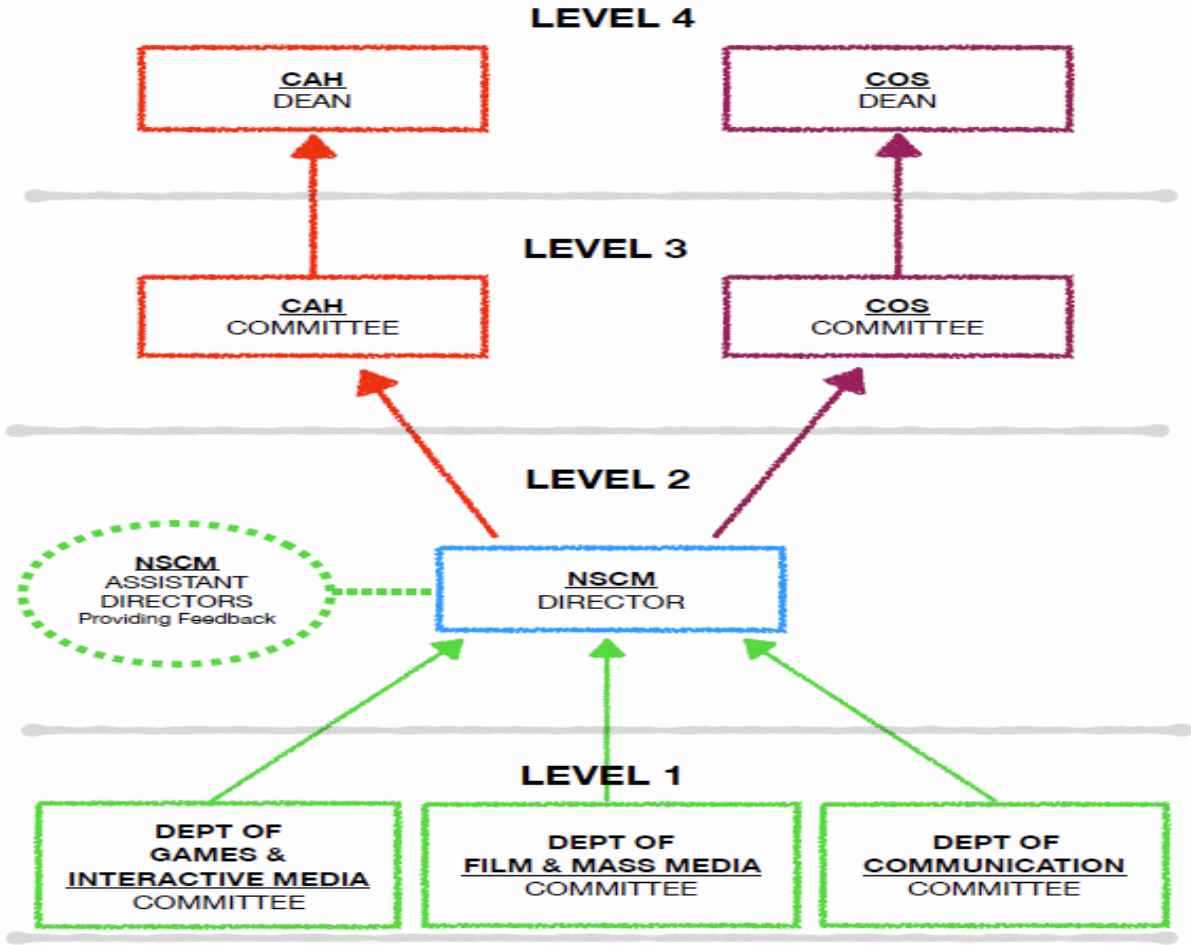 LEVEL 4
CAH
DEAN
COS
DEAN
LEVEL 3
CAH
COMMITTEE
COS
COMMITTEE
LEVEL 2
NSCM
ASSISTANT
DIRECTORS
Providing Feedback
NSCM
DIRECTOR
LEVEL 1
DEPT OF
GAMES &
INTERACTIVE MEDIA
COMMITTEE
DEPT OF
FILM & MASS MEDIA
COMMITTEE
DEPT OF
COMMUNICATION
COMMITTEE